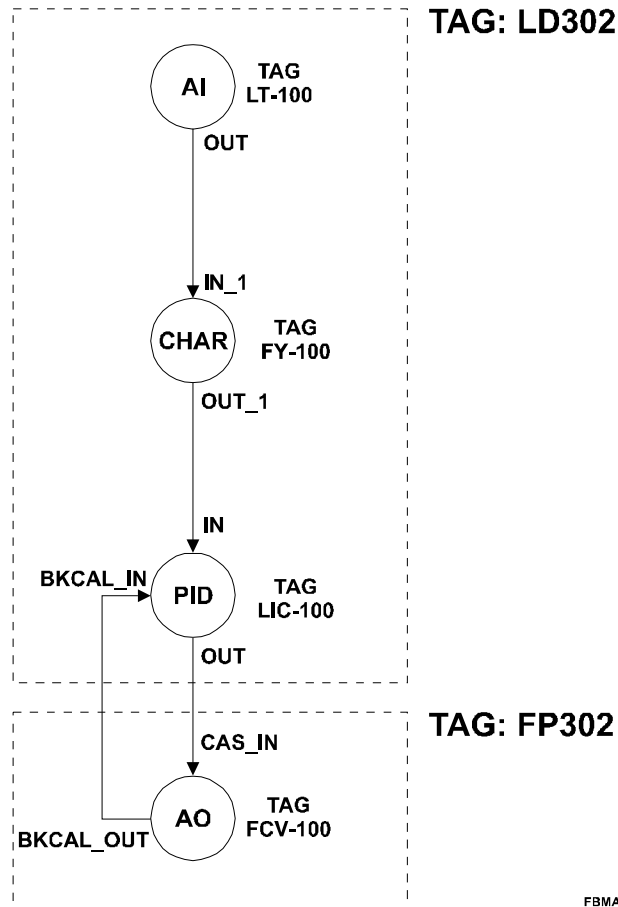 TAG: LD302
AI
TAG
LT-100
OUT
IN_1
CHAR
TAG
FY-100
OUT_1
IN
BKCAL_IN
PID
TAG
LIC-100
OUT
TAG: FP302
CAS_IN
AO
TAG
FCV-100
BKCAL_OUT
FBMA